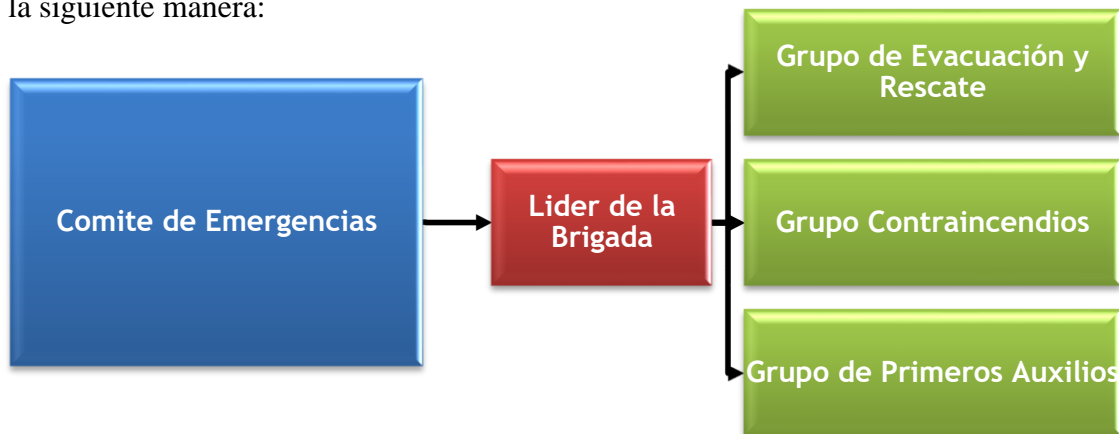 la siguiente manera:
Comite de Emergencias
Lider de la
Brigada
Grupo de Evacuación y
Rescate
Grupo Contraincendios
Grupo de Primeros Auxilios